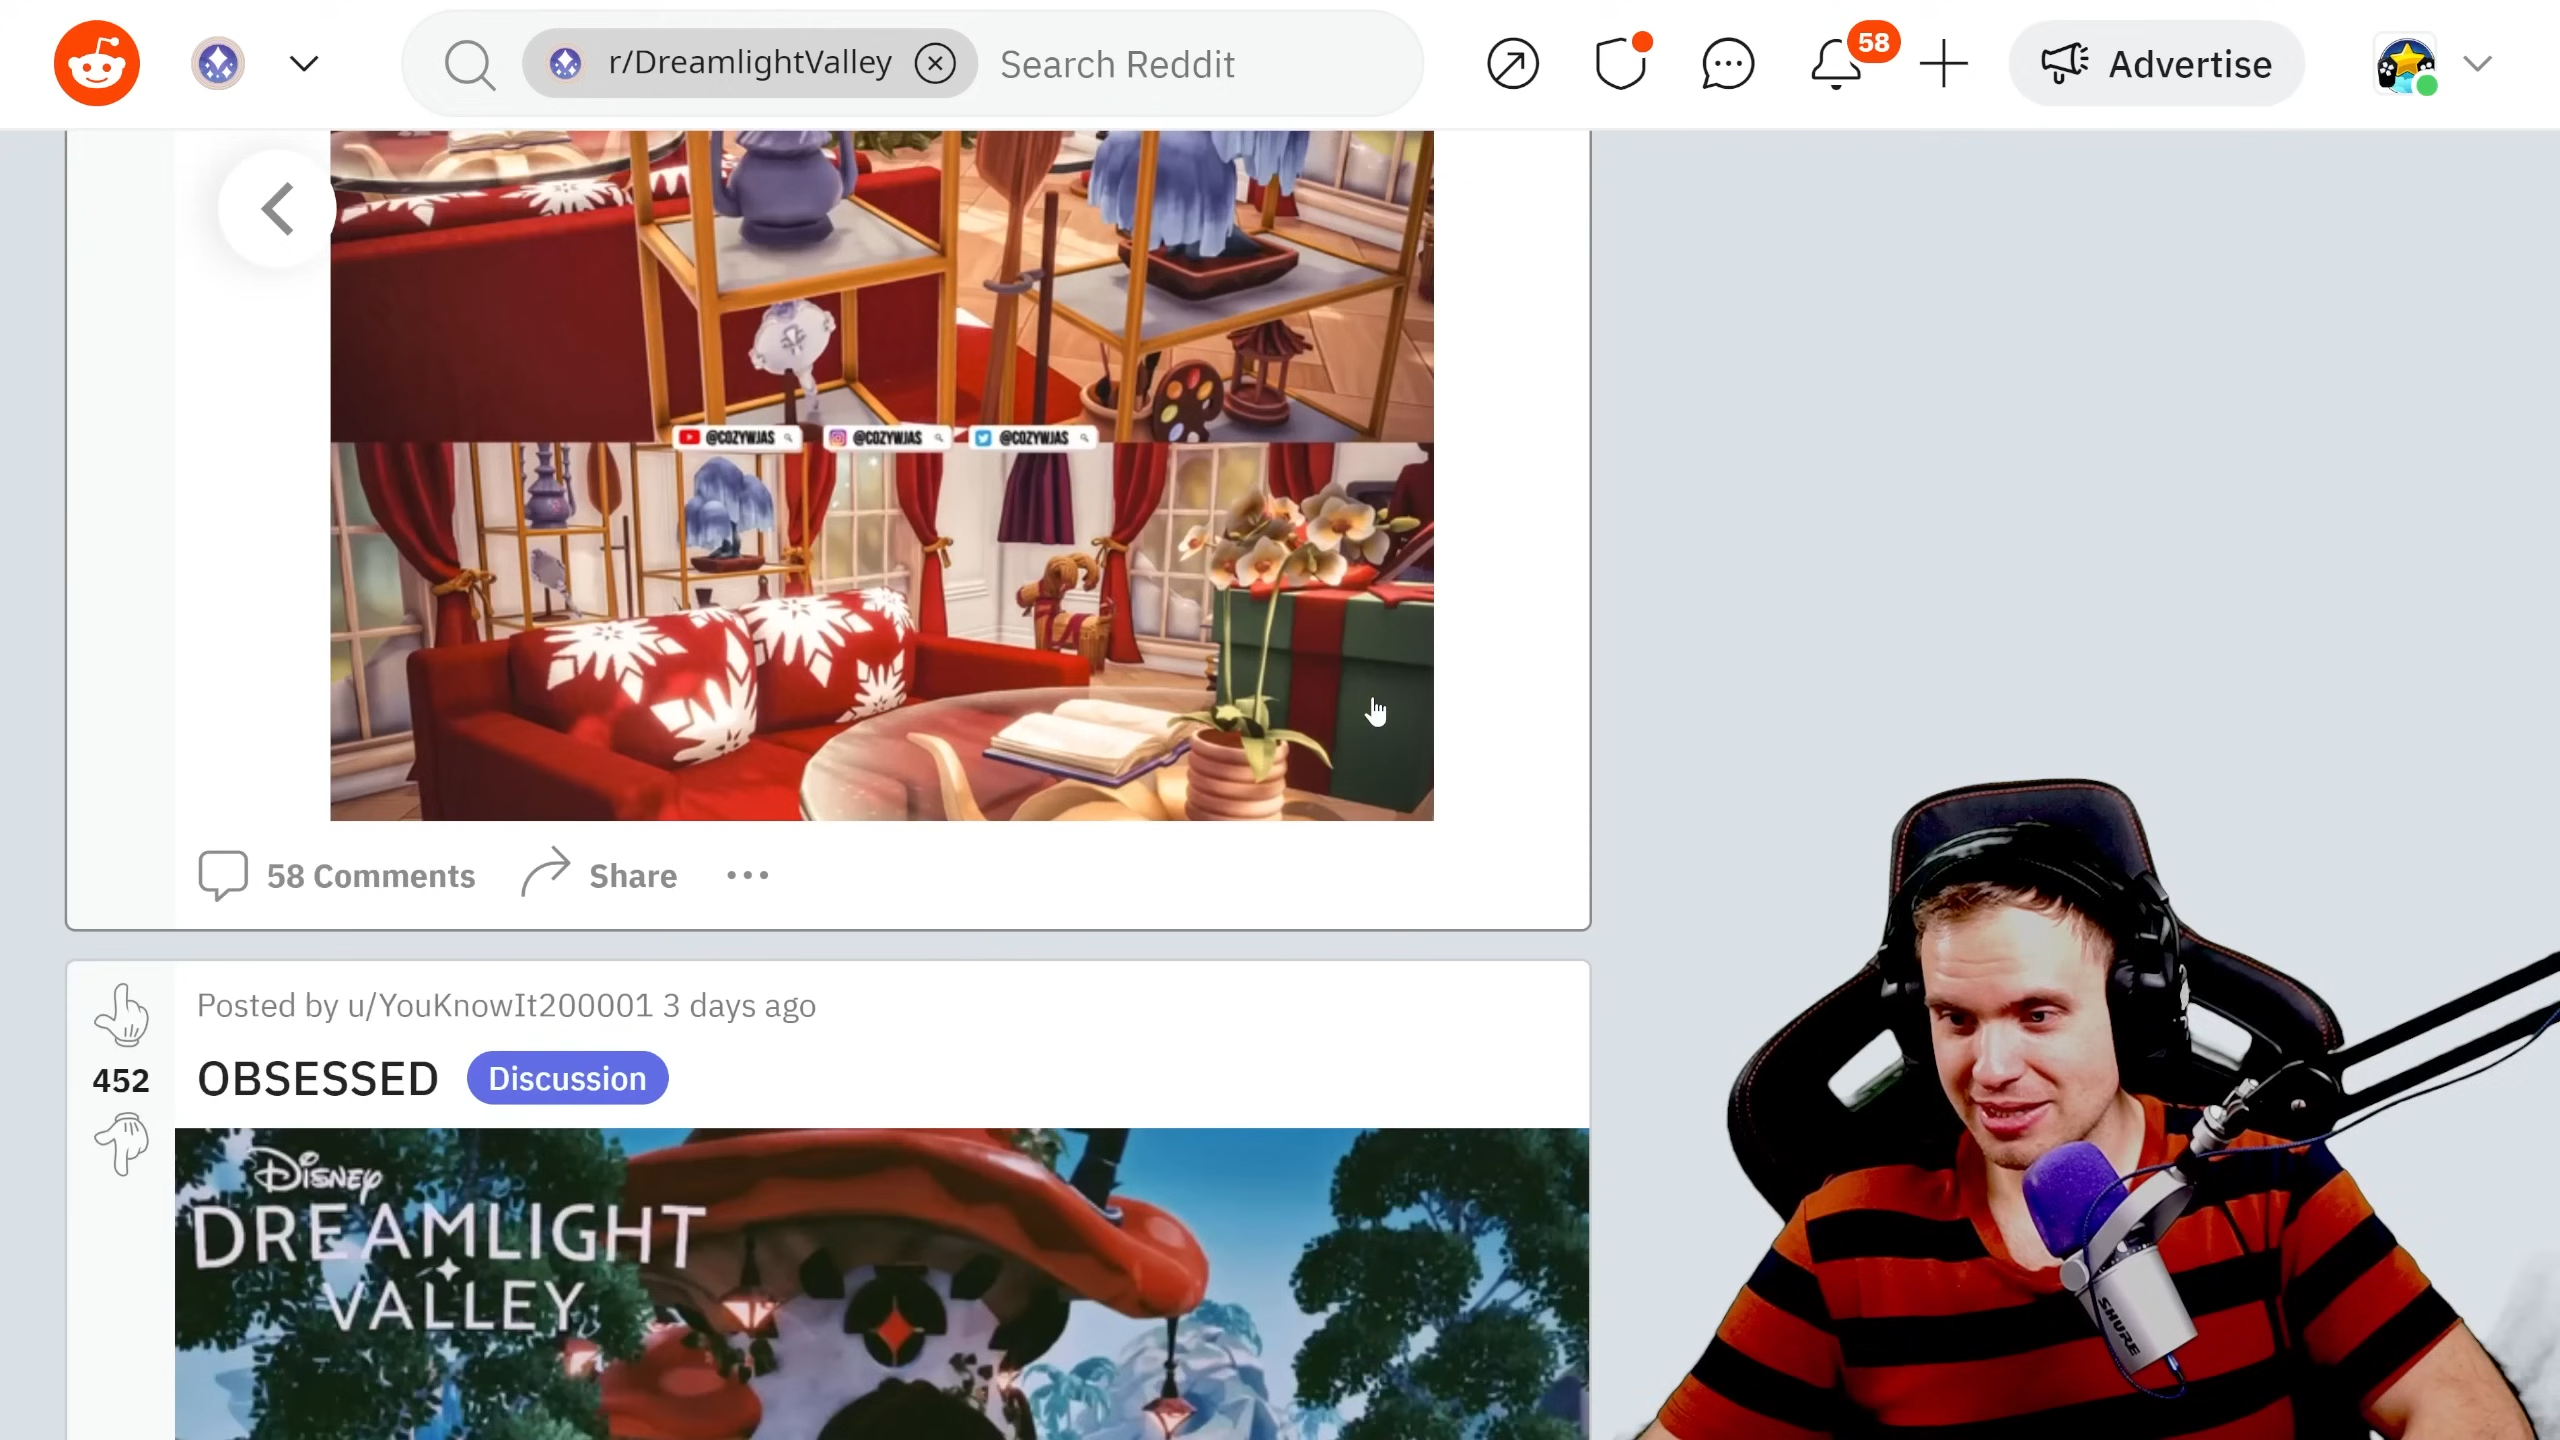 r/DreamlightValley Search Reddit 58 Advertise
@COZYWJAS @COZYWJAS @COZYWJAS
58 Comments Share
Posted by u/YouKnowIt200001 3 days ago
452 OBSESSED Discussion
Disney
DREAMLIGHT
VALLEY
SHURE